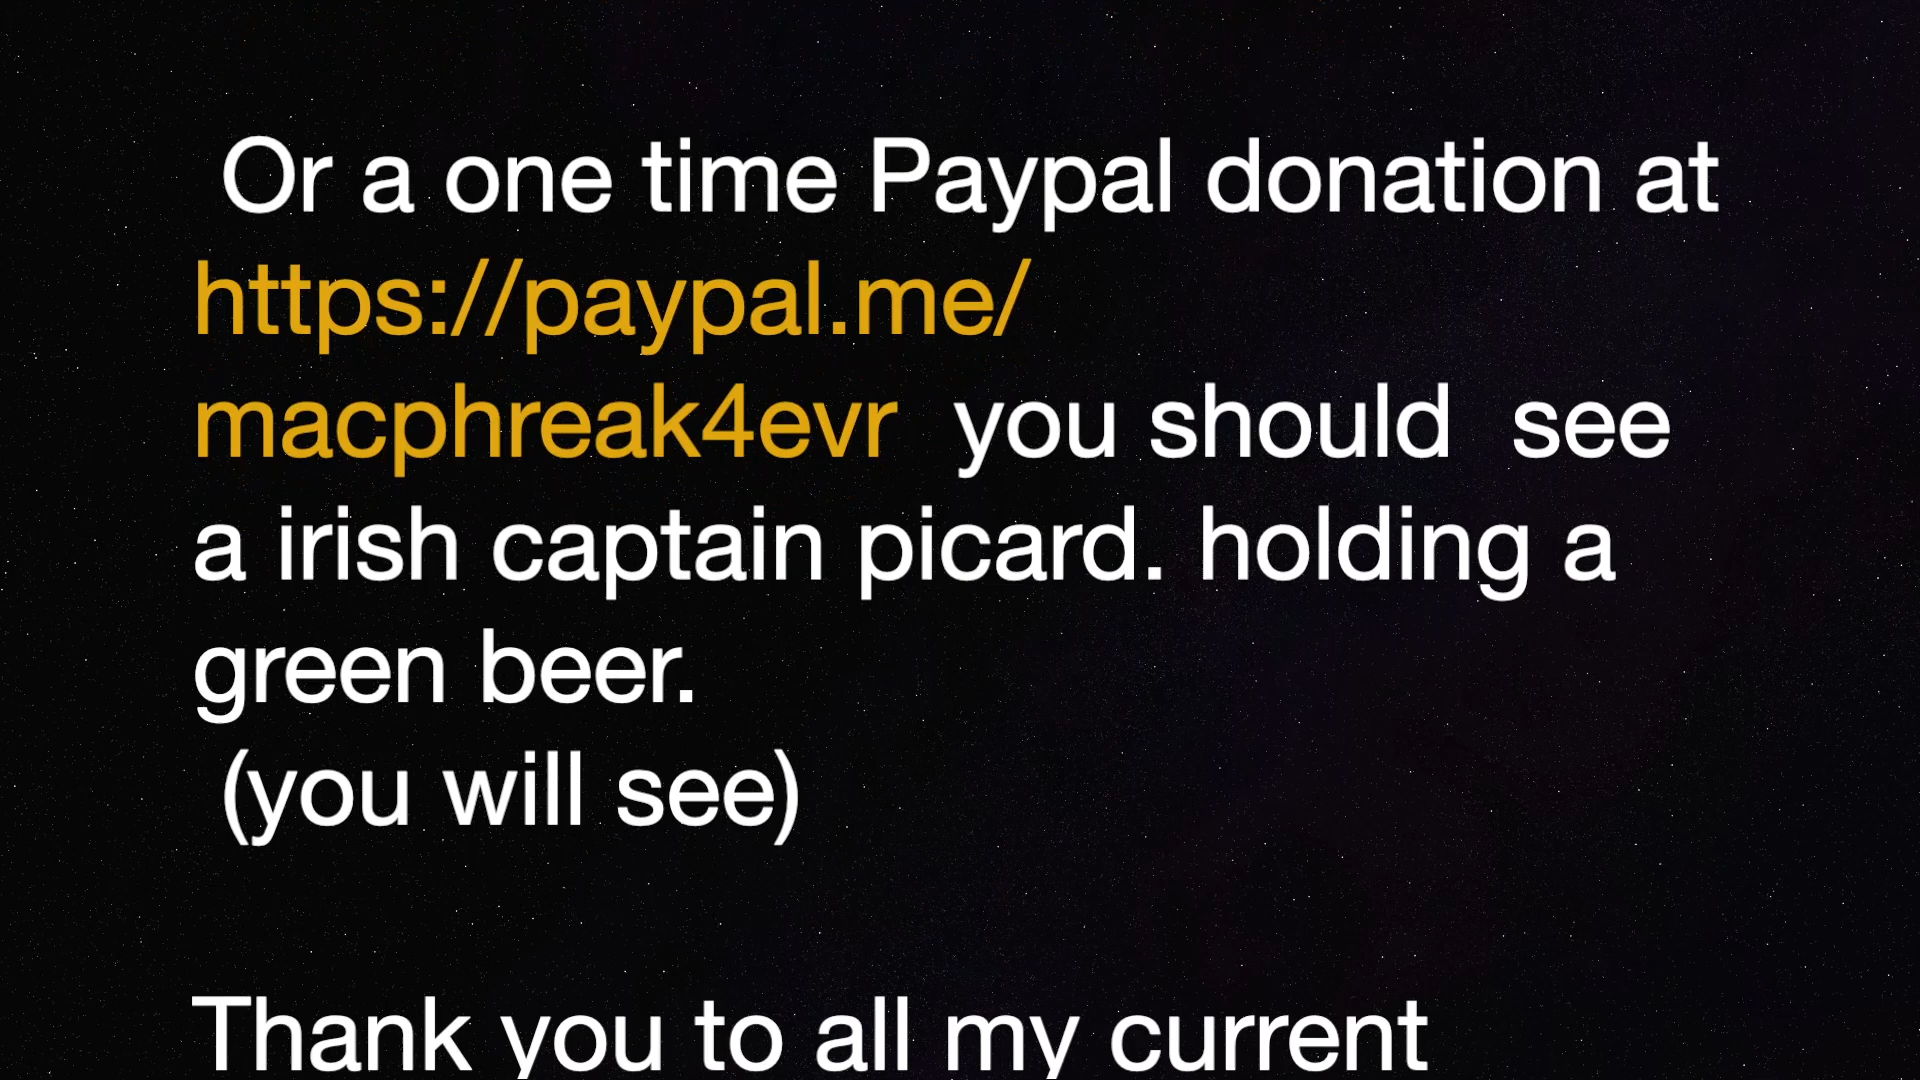 Or a one time Paypal donation at
https://paypal.me/
macphreak4evr  you should  see
a irish captain picard. holding a
green beer.
(you will see)
Thank you to all my current